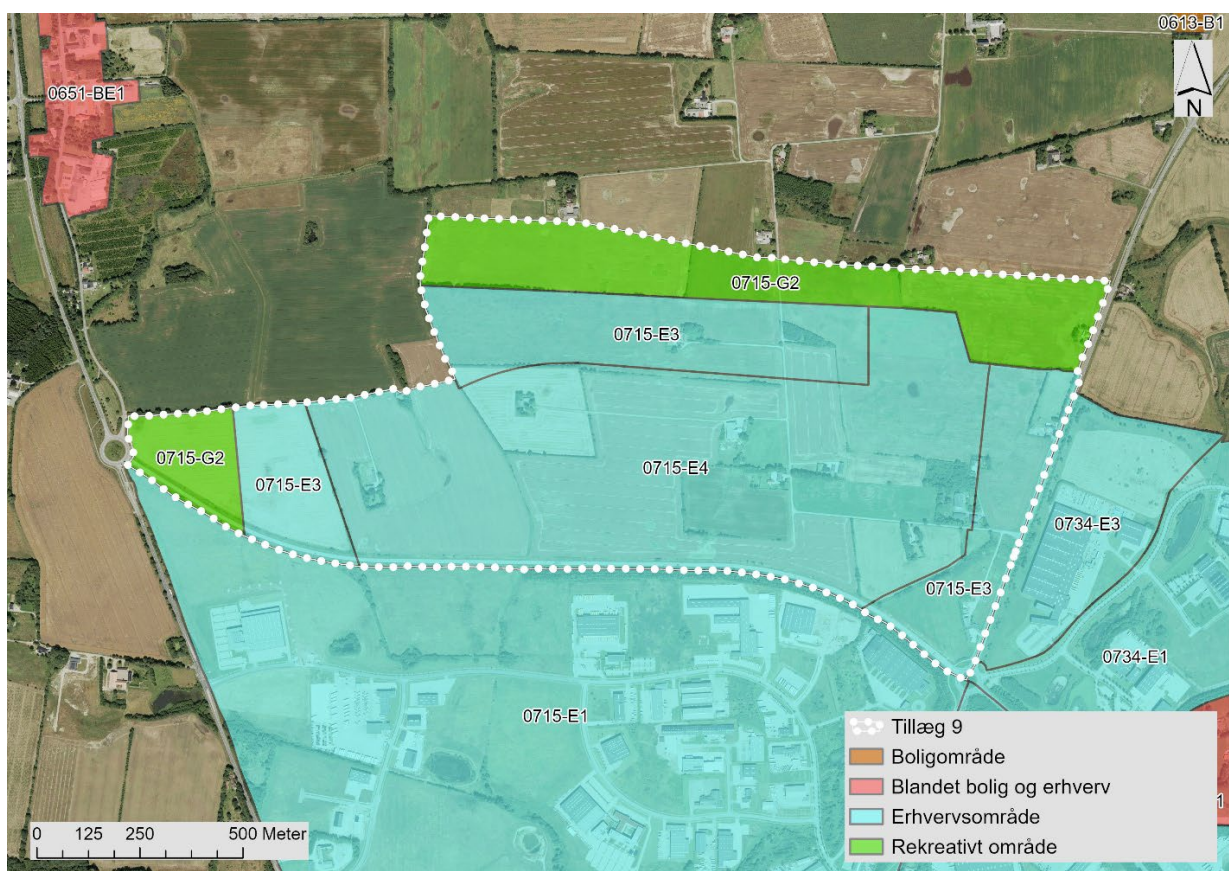 0613-B1
N
0651-BE1
0715-G2
0715-E3
0715-G2
0715-E3
0715-E4
0734-E3
0715-E3
0734-E1
0715-E1
1
Tillæg 9
Boligområde
Blandet bolig og erhverv
Erhvervsområde
Rekreativt område
0 125 250 500 Meter